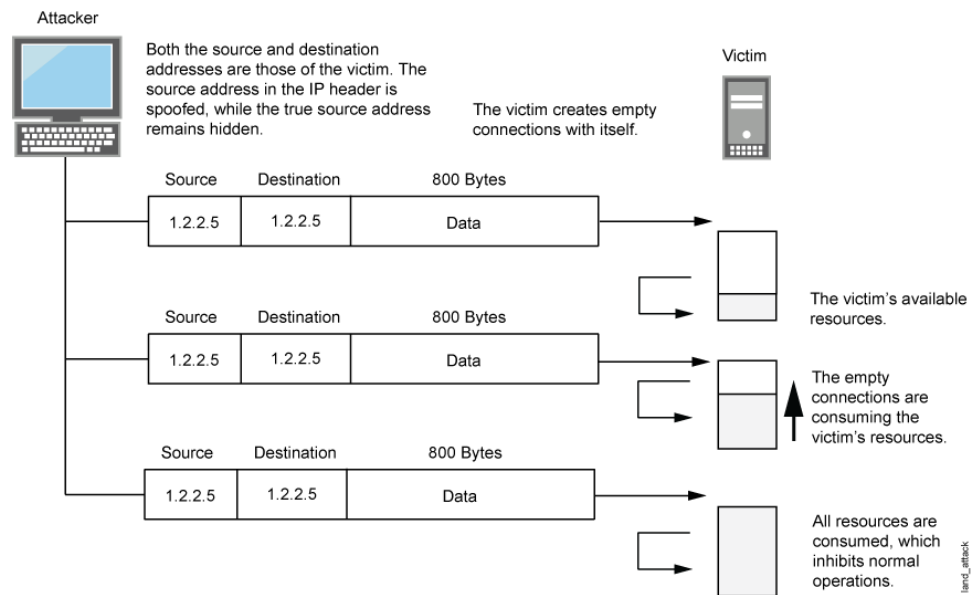 Attacker
Both the source and destination
addresses are those of the victim. The
source address in the IP header is
spoofed, while the true source address
remains hidden.
The victim creates empty
connections with itself.
Victim
Source Destination 800 Bytes
1.2.2.5 1.2.2.5 Data
The victim's available
resources.
Source Destination 800 Bytes
1.2.2.5 1.2.2.5 Data
The empty
connections are
consuming the
victim's resources.
Source Destination 800 Bytes
1.2.2.5 1.2.2.5 Data
All resources are
consumed, which
inhibits normal
operations.
land_attack